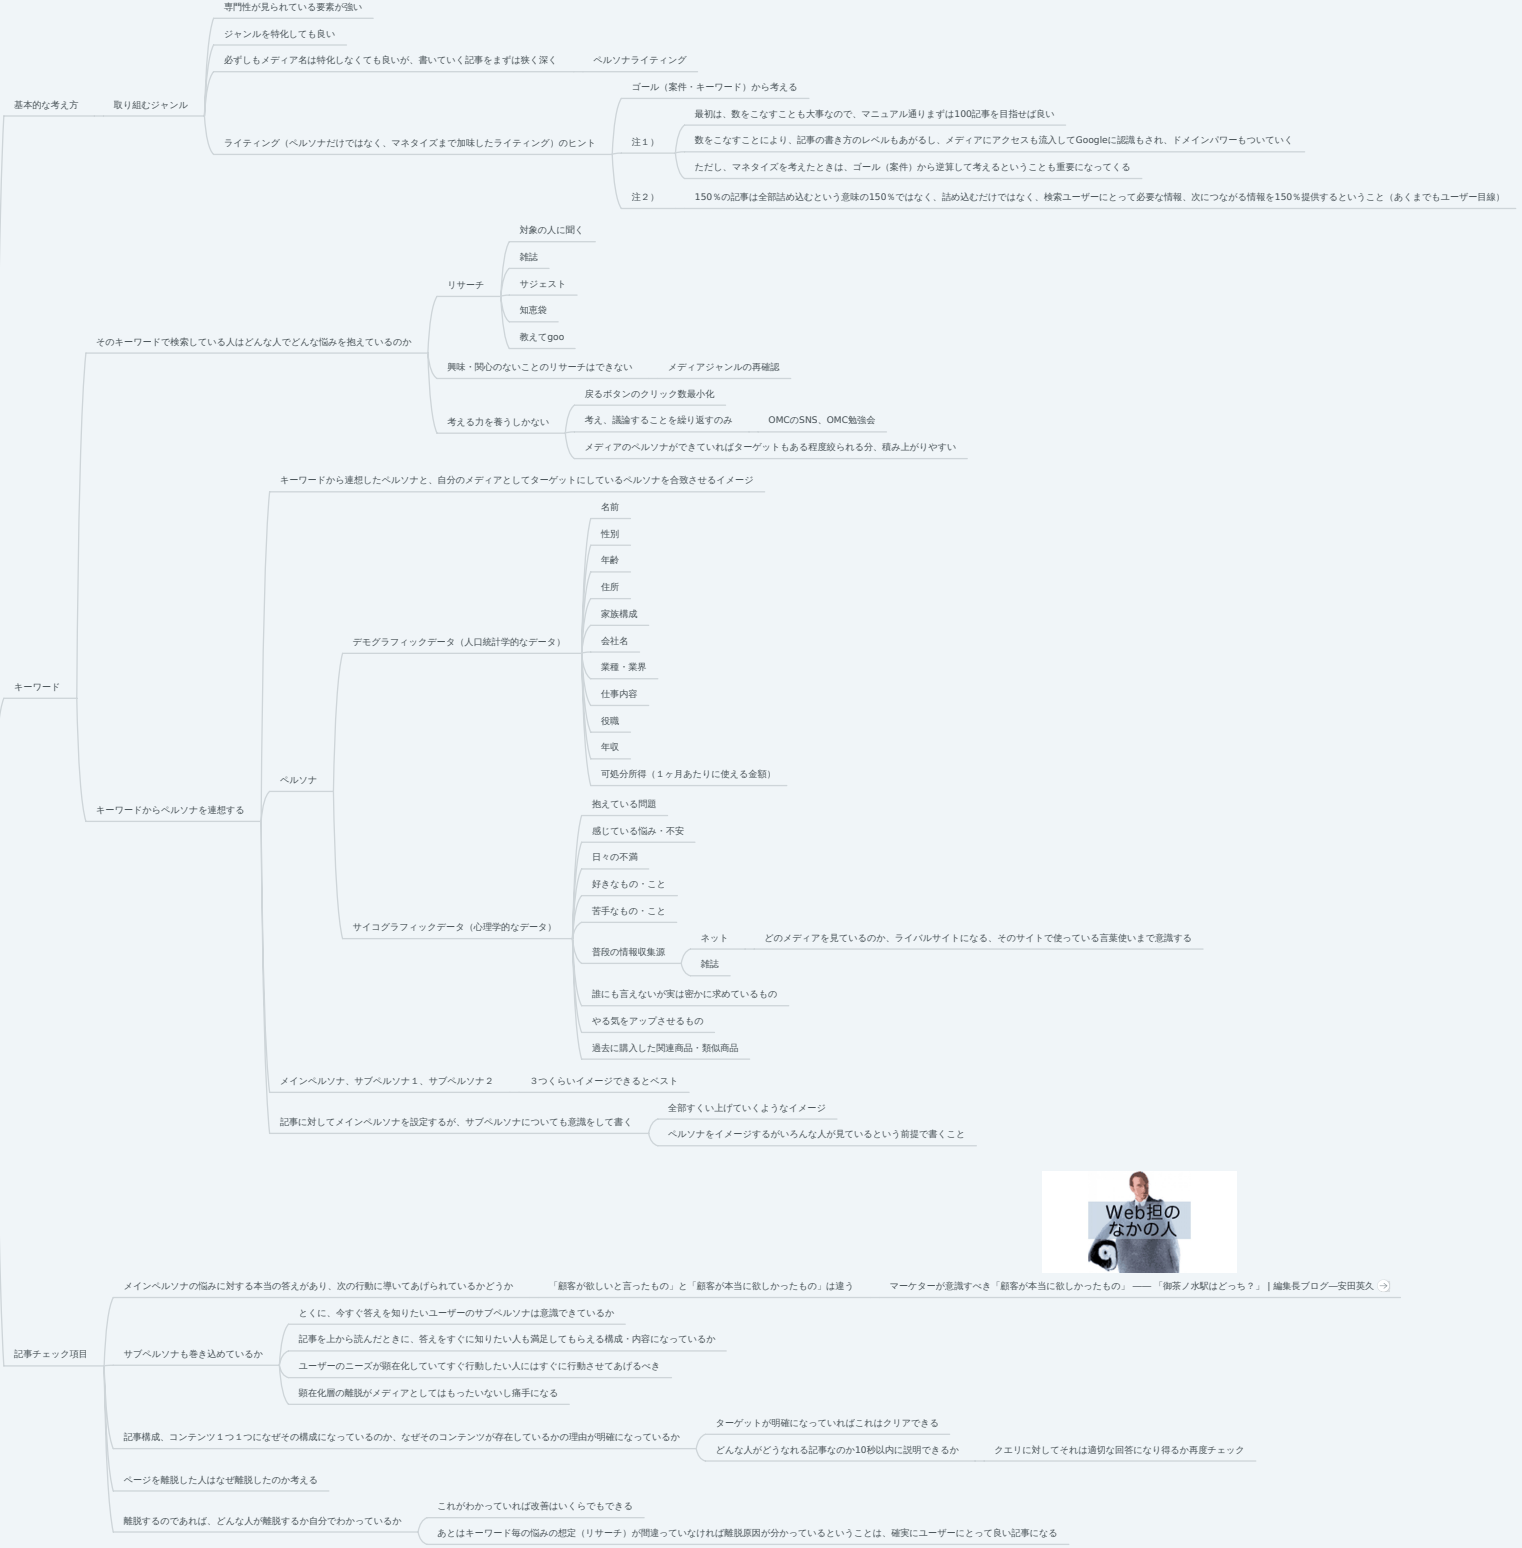 専門性が見られている要素が強い
ジャンルを特化しても良い
必ずしもメディア名は特化しなくても良いが、書いていく記事をまずは狭く深く
ペルソナライティング
基本的な考え方
取り組むジャンル
ライティング（ペルソナだけではなく、マネタイズまで加味したライティング）のヒント
ゴール（案件・キーワード）から考える
注１）
最初は、数をこなすことも大事なので、マニュアル通りまずは100記事を目指せば良い
数をこなすことにより、記事の書き方のレベルもあがるし、メディアにアクセスも流入してGoogleに認識もされ、ドメインパワーもついていく
ただし、マネタイズを考えたときは、ゴール（案件）から逆算して考えるということも重要になってくる
注２）
150％の記事は全部詰め込むという意味の150％ではなく、詰め込むだけではなく、検索ユーザーにとって必要な情報、次につながる情報を150％提供するということ（あくまでもユーザー目線）
キーワード
そのキーワードで検索している人はどんな人でどんな悩みを抱えているのか
リサーチ
対象の人に聞く
雑誌
サジェスト
知恵袋
教えてgoo
興味・関心のないことのリサーチはできない
メディアジャンルの再確認
考える力を養うしかない
戻るボタンのクリック数最小化
考え、議論することを繰り返すのみ
OMCのSNS、OMC勉強会
メディアのペルソナができていればターゲットもある程度絞られる分、積み上がりやすい
キーワードからペルソナを連想する
キーワードから連想したペルソナと、自分のメディアとしてターゲットにしているペルソナを合致させるイメージ
ペルソナ
デモグラフィックデータ（人口統計学的なデータ）
名前
性別
年齢
住所
家族構成
会社名
業種・業界
仕事内容
役職
年収
可処分所得（１ヶ月あたりに使える金額）
サイコグラフィックデータ（心理学的なデータ）
抱えている問題
感じている悩み・不安
日々の不満
好きなもの・こと
苦手なもの・こと
普段の情報収集源
ネット
どのメディアを見ているのか、ライバルサイトになる、そのサイトで使っている言葉使いまで意識する
雑誌
誰にも言えないが実は密かに求めているもの
やる気をアップさせるもの
過去に購入した関連商品・類似商品
メインペルソナ、サブペルソナ１、サブペルソナ２
３つくらいイメージできるとベスト
記事に対してメインペルソナを設定するが、サブペルソナについても意識をして書く
全部すくい上げていくようなイメージ
ペルソナをイメージするがいろんな人が見ているという前提で書くこと
Web担の
なかの人
記事チェック項目
メインペルソナの悩みに対する本当の答えがあり、次の行動に導いてあげられているかどうか
「顧客が欲しいと言ったもの」と「顧客が本当に欲しかったもの」は違う
マーケターが意識すべき「顧客が本当に欲しかったもの」 ―― 「御茶ノ水駅はどっち？」 | 編集長ブログ―安田英久
サブペルソナも巻き込めているか
とくに、今すぐ答えを知りたいユーザーのサブペルソナは意識できているか
記事を上から読んだときに、答えをすぐに知りたい人も満足してもらえる構成・内容になっているか
ユーザーのニーズが顕在化していてすぐ行動したい人にはすぐに行動させてあげるべき
顕在化層の離脱がメディアとしてはもったいないし痛手になる
記事構成、コンテンツ１つ１つになぜその構成になっているのか、なぜそのコンテンツが存在しているかの理由が明確になっているか
ターゲットが明確になっていればこれはクリアできる
どんな人がどうなれる記事なのか10秒以内に説明できるか
クエリに対してそれは適切な回答になり得るか再度チェック
ページを離脱した人はなぜ離脱したのか考える
離脱するのであれば、どんな人が離脱するか自分でわかっているか
これがわかっていれば改善はいくらでもできる
あとはキーワード毎の悩みの想定（リサーチ）が間違っていなければ離脱原因が分かっているということは、確実にユーザーにとって良い記事になる